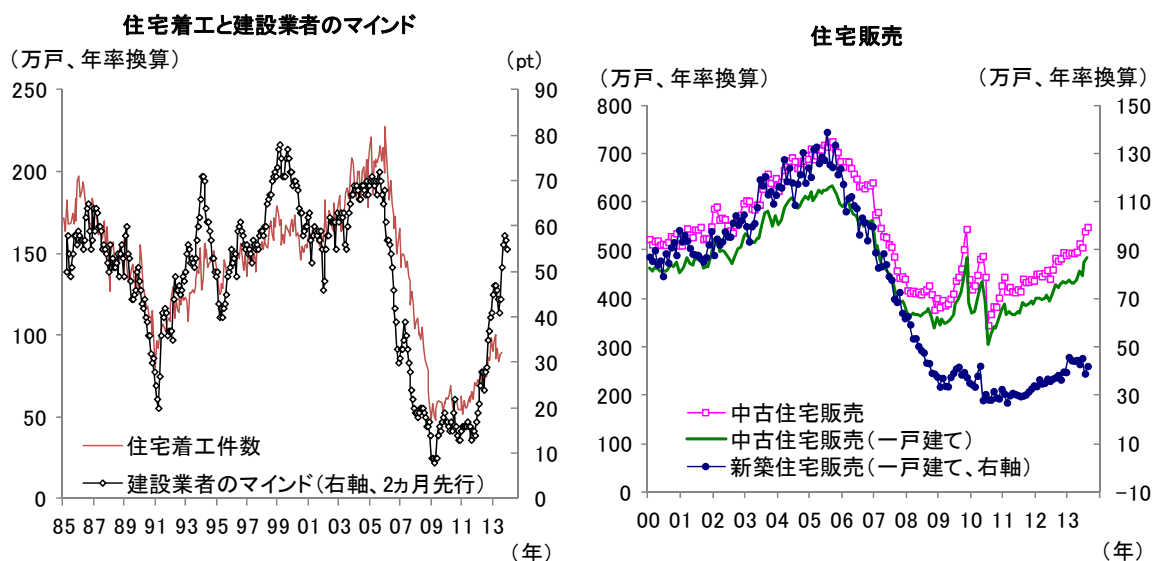 住宅着工と建設業者のマインド
（万戸、年率換算）
（pt）
250
200
150
100
50
0
90
80
70
60
50
40
30
20
10
0
住宅着工件数
建設業者のマインド（右軸、2ヵ月先行）
85 87 89 91 93 95 97 99 01 03 05 07 09 11 13
（年）
住宅販売
（万戸、年率換算）
（万戸、年率換算）
800
700
600
500
400
300
200
100
0
150
130
110
90
70
50
30
10
-10
中古住宅販売
中古住宅販売（一戸建て）
新築住宅販売（一戸建て、右軸）
00 01 02 03 04 05 06 07 08 09 10 11 12 13
（年）